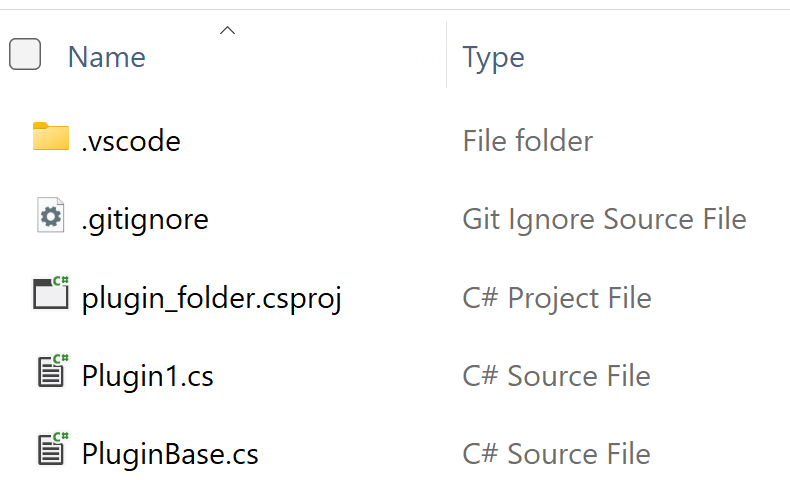 Name Type
.vscode File folder
.gitignore Git Ignore Source File
C#
plugin_folder.csproj C# Project File
C#
Plugin1.cs C# Source File
C#
PluginBase.cs C# Source File